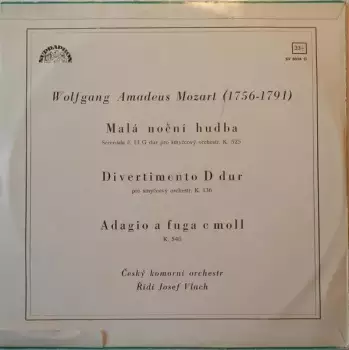 SUPRAPHON
Wolfgang Amadeus Mozart (1756-1791)
Malá noční hudba
Serenáda č. 13 G dur pro smyčcový orchestr K. 525
Divertimento D dur
pro smyčcový orchestr K. 136
Adagio a fuga c moll
K. 546
Český komorní orchestr
Řídí Josef Vlach